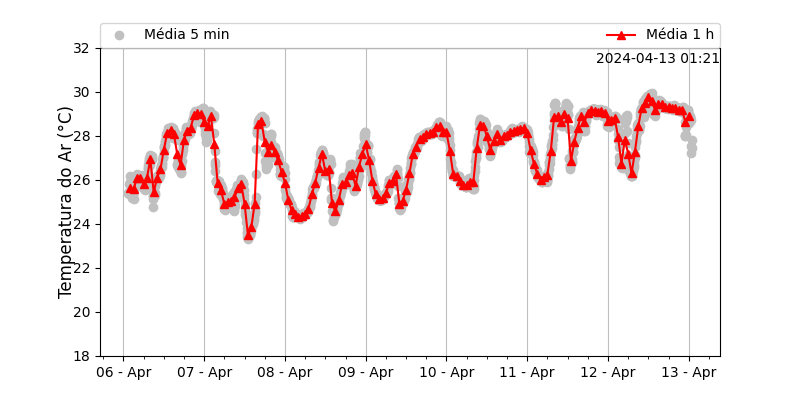 Média 5 min
Média 1 h
2024-04-13 01:21
Temperatura do Ar (°C)
32
30
28
26
24
22
20
18
06 - Apr
07 - Apr
08 - Apr
09 - Apr
10 - Apr
11 - Apr
12 - Apr
13 - Apr